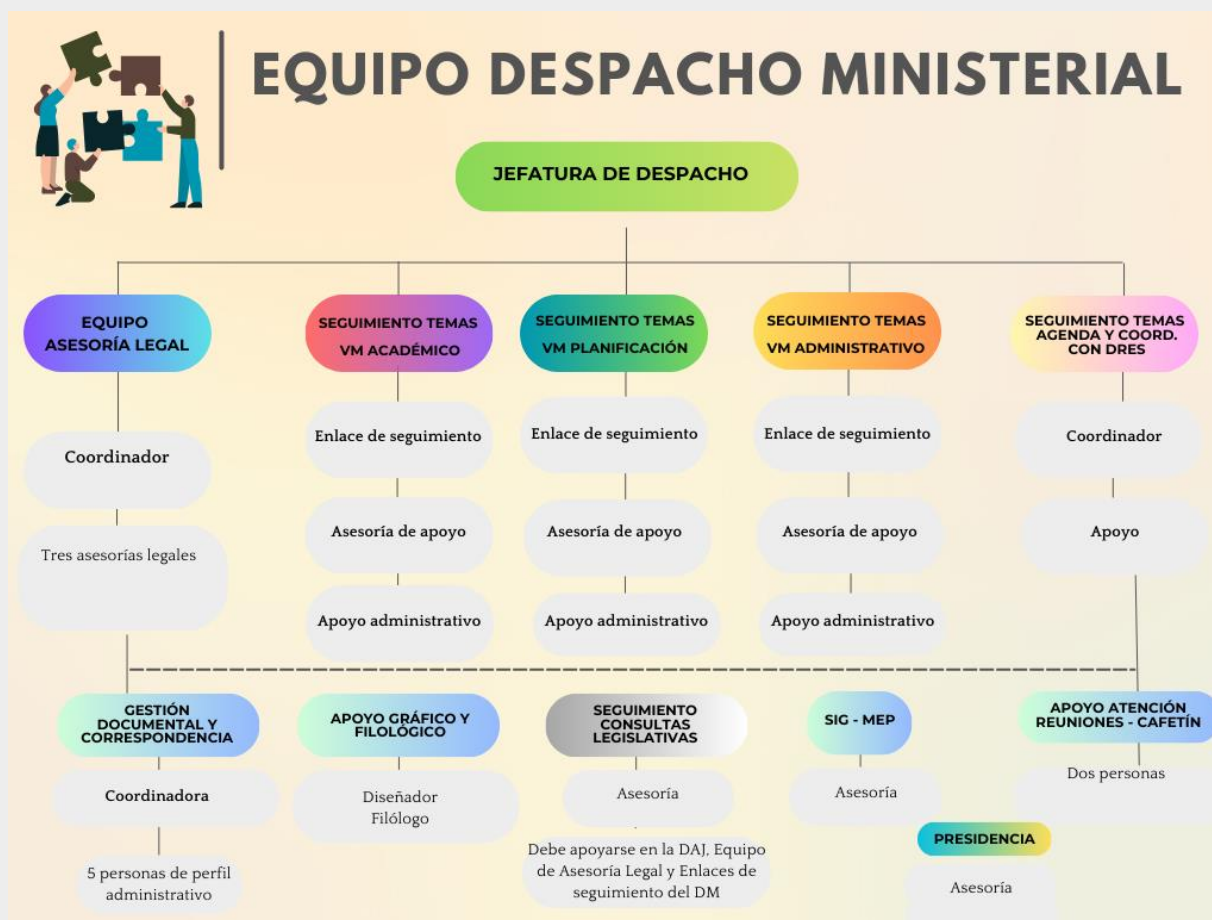 EQUIPO DESPACHO MINISTERIAL
JEFATURA DE DESPACHO
EQUIPO
ASESORÍA LEGAL
Coordinador
Tres asesorías legales
SEGUIMIENTO TEMAS
VM ACADÉMICO
Enlace de seguimiento
Asesoría de apoyo
Apoyo administrativo
SEGUIMIENTO TEMAS
VM PLANIFICACIÓN
Enlace de seguimiento
Asesoría de apoyo
Apoyo administrativo
SEGUIMIENTO TEMAS
VM ADMINISTRATIVO
Enlace de seguimiento
Asesoría de apoyo
Apoyo administrativo
SEGUIMIENTO TEMAS
AGENDA Y COORD.
CON DRES
Coordinador
Apoyo
GESTIÓN
DOCUMENTAL Y
CORRESPONDENCIA
Coordinadora
5 personas de perfil
administrativo
APOYO GRÁFICO Y
FILOLÓGICO
Diseñador
Filólogo
SEGUIMIENTO
CONSULTAS
LEGISLATIVAS
Asesoría
Debe apoyarse en la DAJ, Equipo
de Asesoría Legal y Enlaces de
seguimiento del DM
SIG - MEP
Asesoría
APOYO ATENCIÓN
REUNIONES - CAFETÍN
Dos personas
PRESIDENCIA
Asesoría